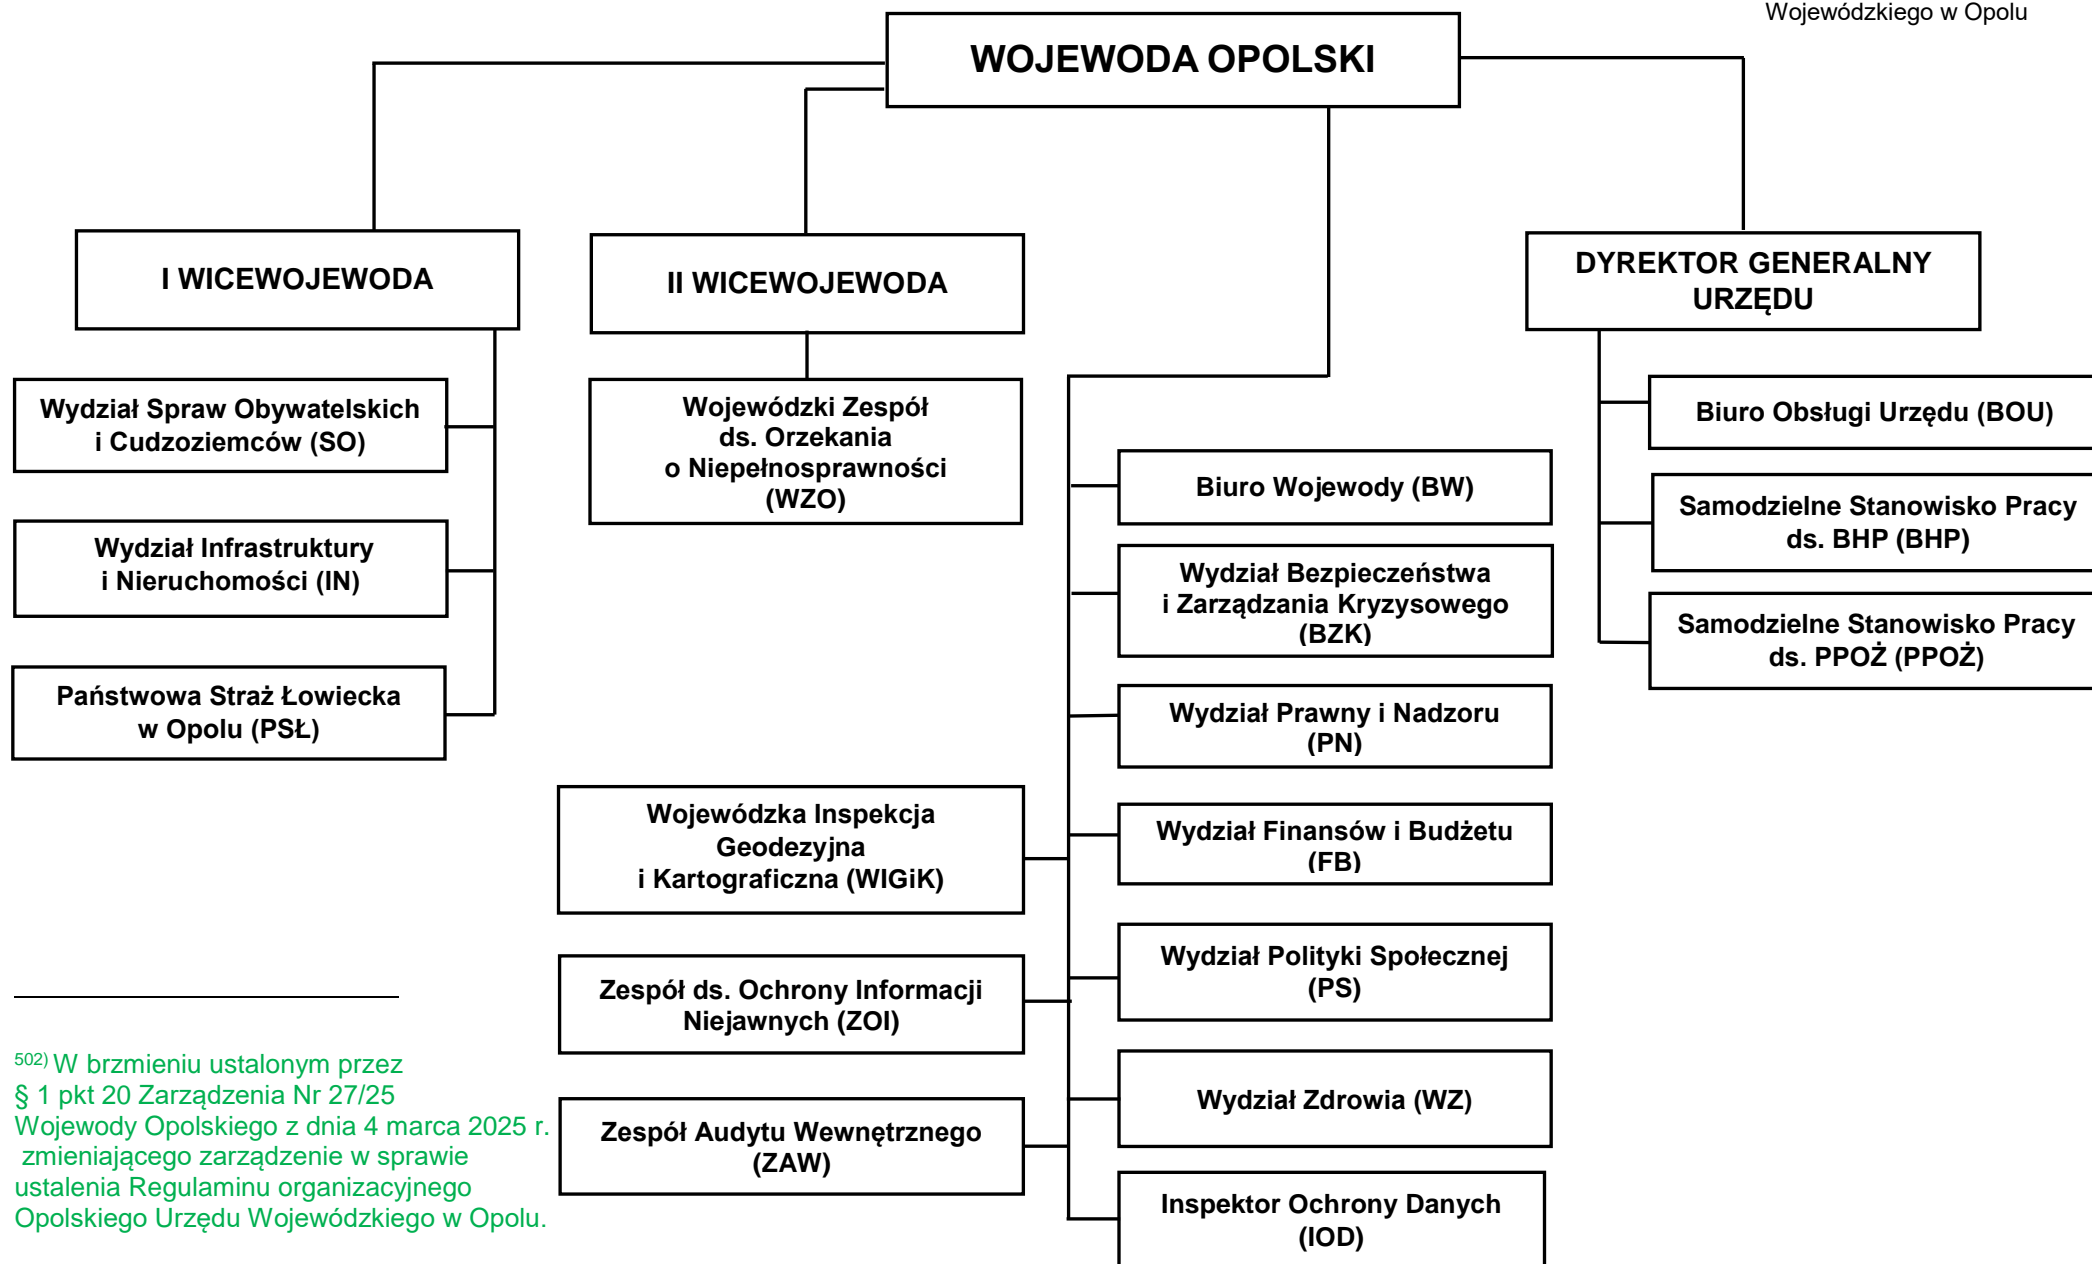 Wojewódzkiego w Opolu
WOJEWODA OPOLSKI
I WICEWOJEWODA
II WICEWOJEWODA
DYREKTOR GENERALNY
URZĘDU
Wydział Spraw Obywatelskich
i Cudzoziemców (SO)
Wydział Infrastruktury
i Nieruchomości (IN)
Państwowa Straż Łowiecka
w Opolu (PSŁ)
Wojewódzki Zespół
ds. Orzekania
o Niepełnosprawności
(WZO)
Biuro Wojewody (BW)
Wydział Bezpieczeństwa
i Zarządzania Kryzysowego
(BZK)
Wydział Prawny i Nadzoru
(PN)
Wydział Finansów i Budżetu
(FB)
Wydział Polityki Społecznej
(PS)
Wydział Zdrowia (WZ)
Inspektor Ochrony Danych
(IOD)
Wojewódzka Inspekcja
Geodezyjna
i Kartograficzna (WIGiK)
Zespół ds. Ochrony Informacji
Niejawnych (ZOI)
Zespół Audytu Wewnętrznego
(ZAW)
Biuro Obsługi Urzędu (BOU)
Samodzielne Stanowisko Pracy
ds. BHP (BHP)
Samodzielne Stanowisko Pracy
ds. PPOŻ (PPOŻ)
502) W brzmieniu ustalonym przez
§ 1 pkt 20 Zarządzenia Nr 27/25
Wojewody Opolskiego z dnia 4 marca 2025 r.
zmieniającego zarządzenie w sprawie
ustalenia Regulaminu organizacyjnego
Opolskiego Urzędu Wojewódzkiego w Opolu.